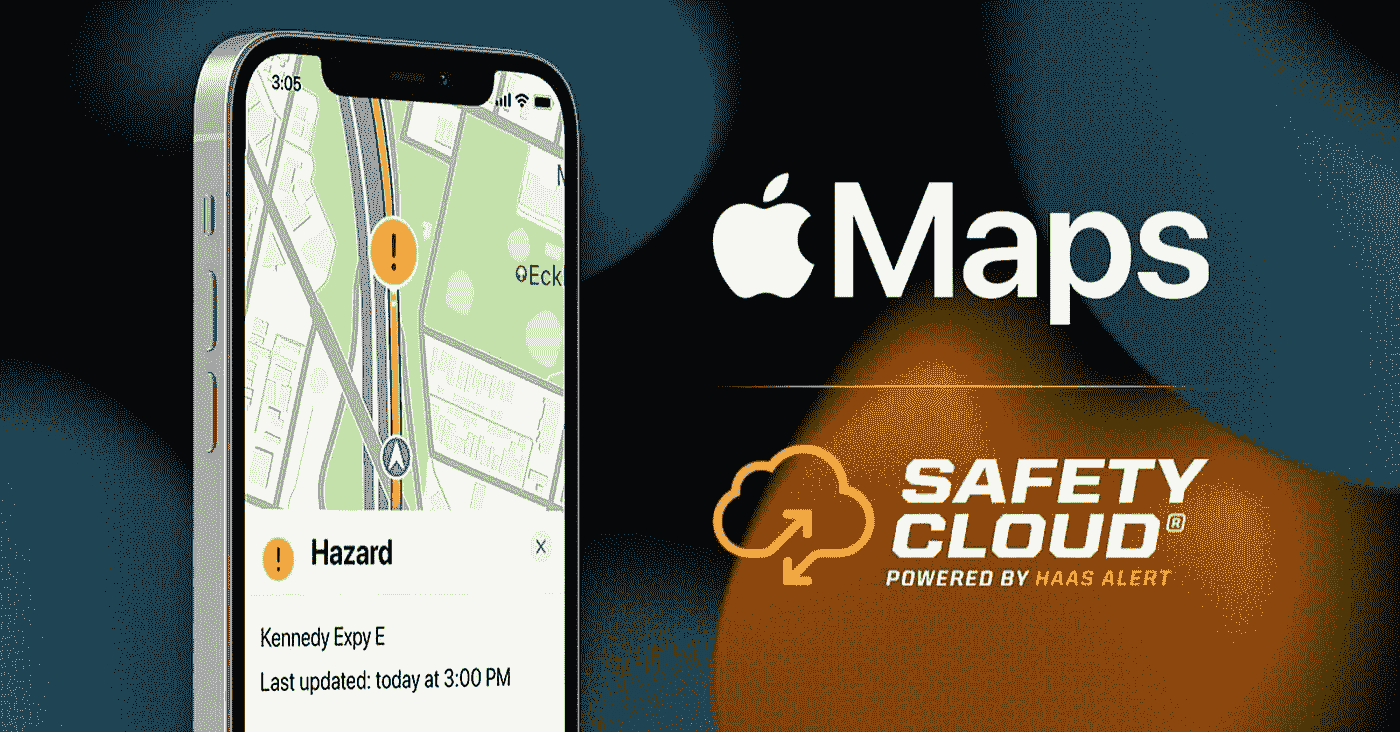 3:05
N
Eck
Hazard
X
Kennedy Expy E
Last updated: today at 3:00 PM
Maps
SAFETY
CLOUD®
POWERED BY HAAS ALERT